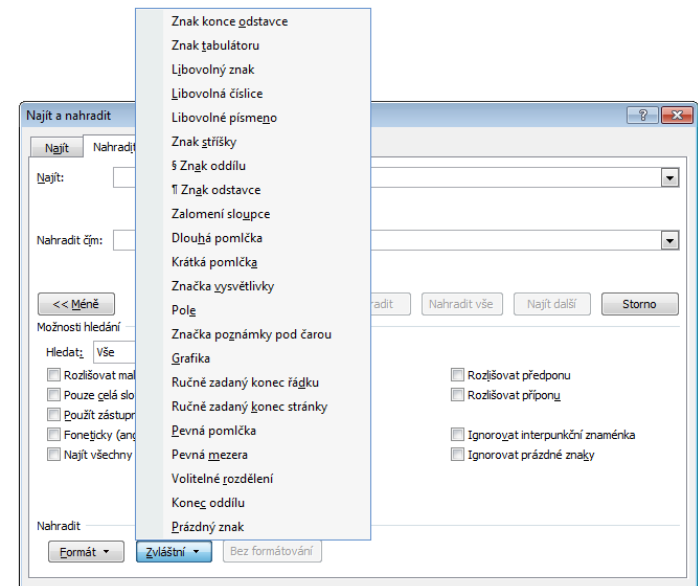 Znak konce odstavce
Znak tabulátoru
Libovolný znak
Libovolná číslice
Libovolné písmeno
Znak stříšky
§ Znak oddílu
¶ Znak odstavce
Zalomení sloupce
Dlouhá pomlčka
Krátká pomlčka
Značka vysvětlivky
Pole
Značka poznámky pod čarou
Grafika
Ručně zadaný konec řádku
Ručně zadaný konec stránky
Pevná pomlčka
Pevná mezera
Volitelné rozdělení
Konec oddílu
Prázdný znak
Najít a nahradit
Najít Nahradit
Najít:
Nahradit čím:
<< Méně Nahradit vše Najít další Storno
Možnosti hledání
Hledat: Vše
Rozlišovat Rozlišovat předponu
Pouze celá Rozlišovat příponu
Použít
Foneticky Ignorovat interpunkční znaménka
Najít všechny Ignorovat prázdné znaky
Nahradit
Formát Zvláštní Bez formátování